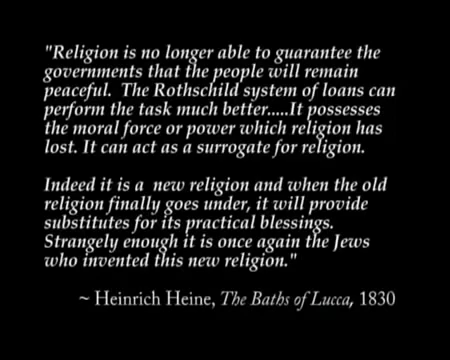 "Religion is no longer able to guarantee the
governments that the people will remain
peaceful.  The Rothschild system of loans can
perform the task much better.....It possesses
the moral force or power which religion has
lost. It can act as a surrogate for religion.
Indeed it is a  new religion and when the old
religion finally goes under, it will provide
substitutes for its practical blessings.
Strangely enough it is once again the Jews
who invented this new religion."
~ Heinrich Heine, The Baths of Lucca, 1830